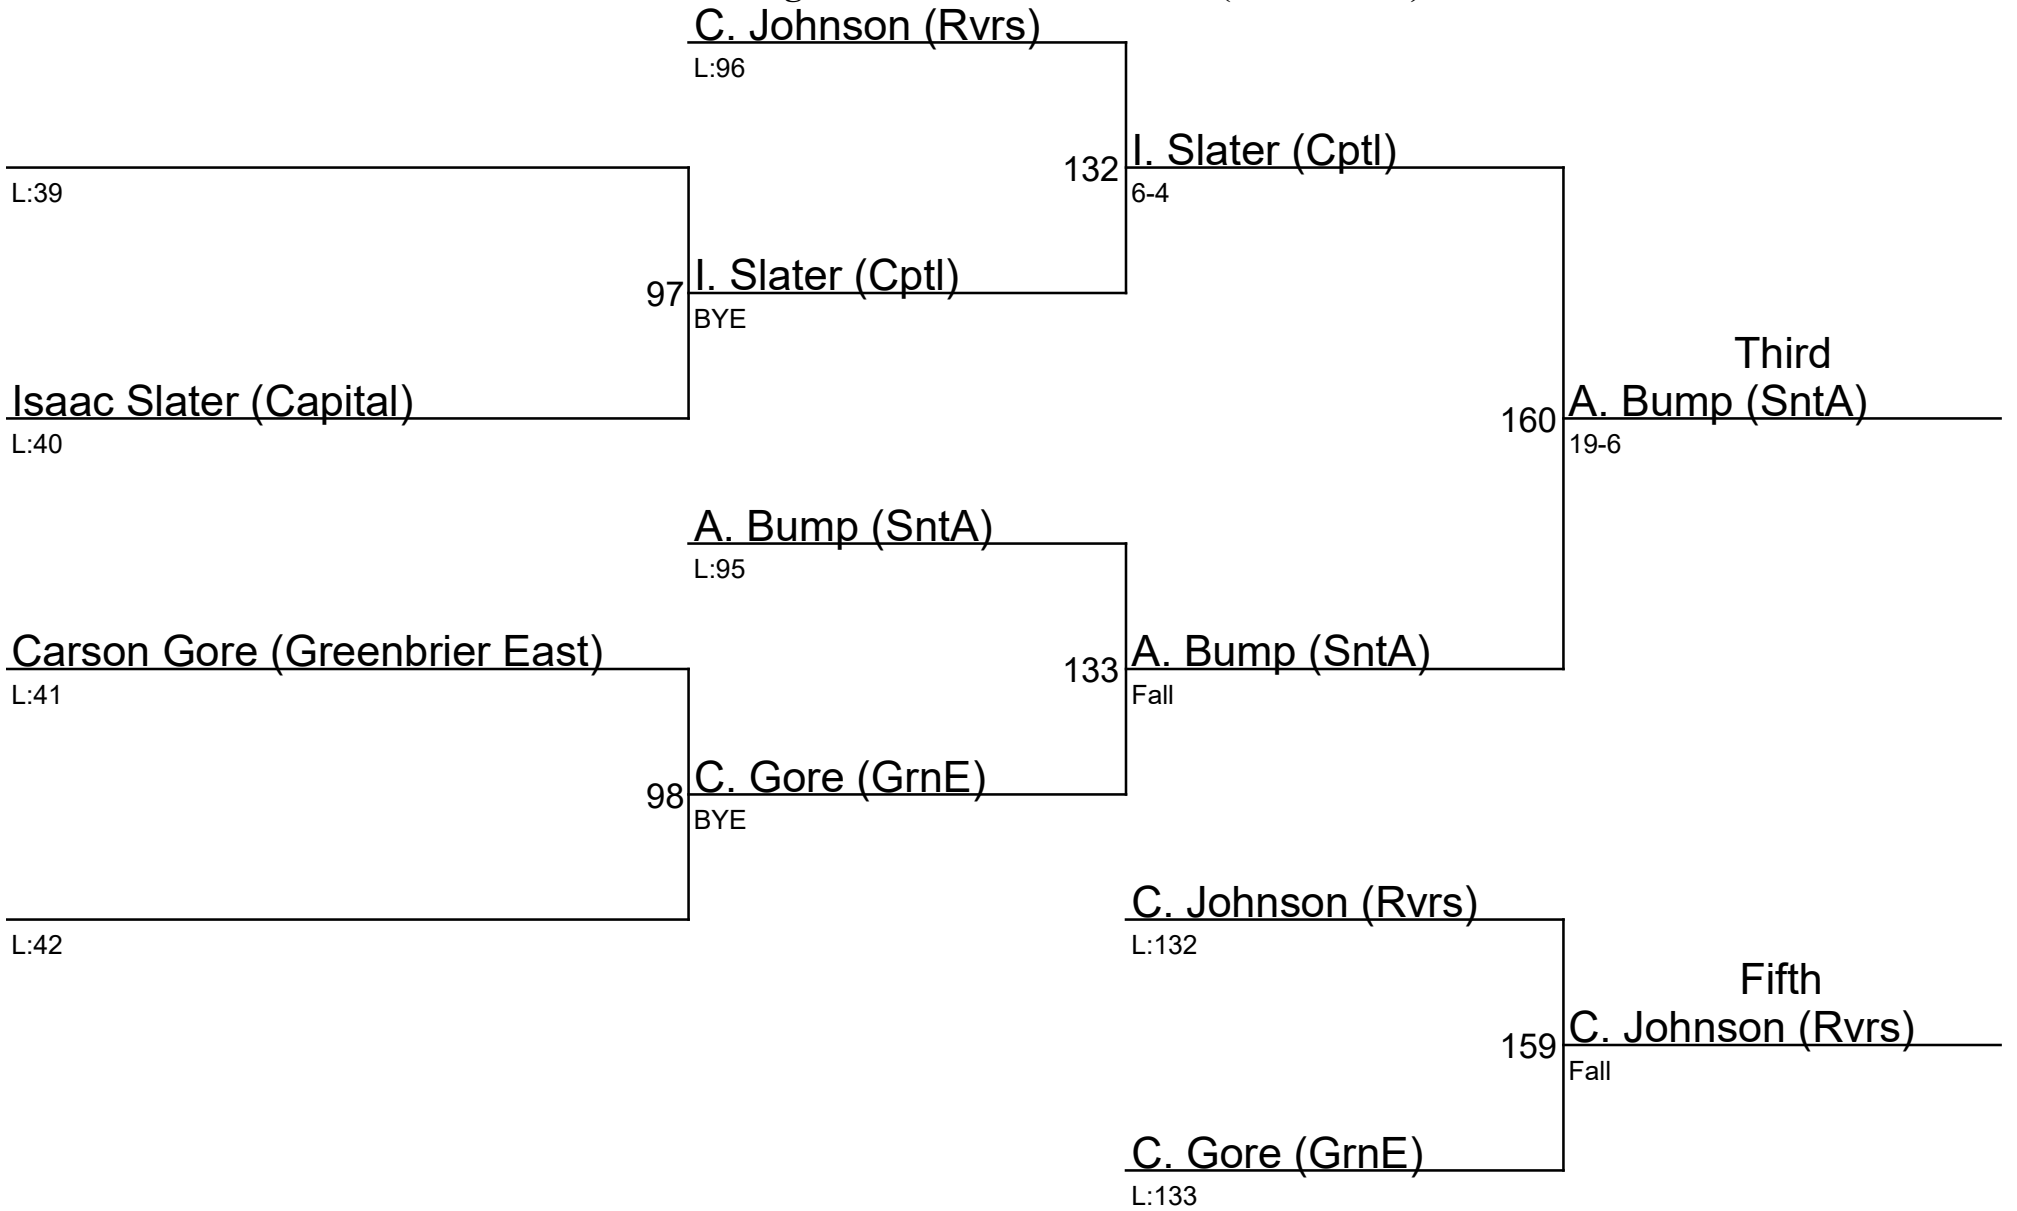 C. Johnson (Rvrs)
L:96
132
I. Slater (Cptl)
6-4
L:39
97
I. Slater (Cptl)
BYE
Isaac Slater (Capital)
L:40
Third
160
A. Bump (SntA)
19-6
A. Bump (SntA)
L:95
Carson Gore (Greenbrier East)
L:41
133
A. Bump (SntA)
Fall
98
C. Gore (GrnE)
BYE
L:42
C. Johnson (Rvrs)
L:132
Fifth
159
C. Johnson (Rvrs)
Fall
C. Gore (GrnE)
L:133